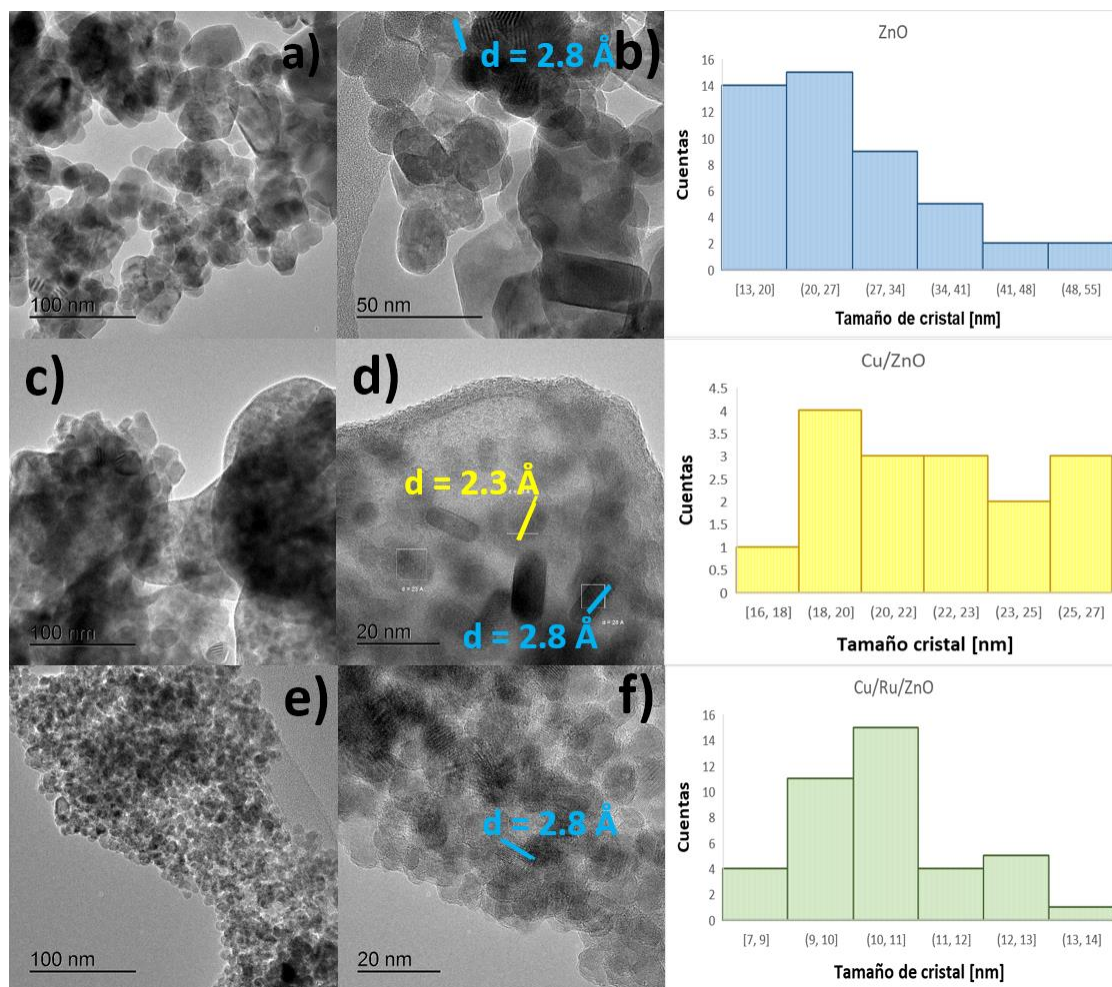 a)
100 nm
d = 2.8 Å
b)
50 nm
ZnO
Cuentas
16
14
12
10
8
6
4
2
0
[13, 20]
(20, 27]
(27, 34]
(34, 41]
(41, 48]
(48, 55]
Tamaño de cristal [nm]
c)
100 nm
d)
d = 2.3 Å
d = 2.8 Å
20 nm
Cu/ZnO
Cuentas
4.5
4
3.5
3
2.5
2
1.5
1
0.5
0
[16, 18]
(18, 20]
(20, 22]
(22, 23]
(23, 25]
(25, 27]
Tamaño cristal [nm]
e)
100 nm
f)
d = 2.8 Å
20 nm
Cu/Ru/ZnO
Cuentas
16
14
12
10
8
6
4
2
0
[7, 9]
(9, 10]
(10, 11]
(11, 12]
(12, 13]
(13, 14]
Tamaño de cristal [nm]